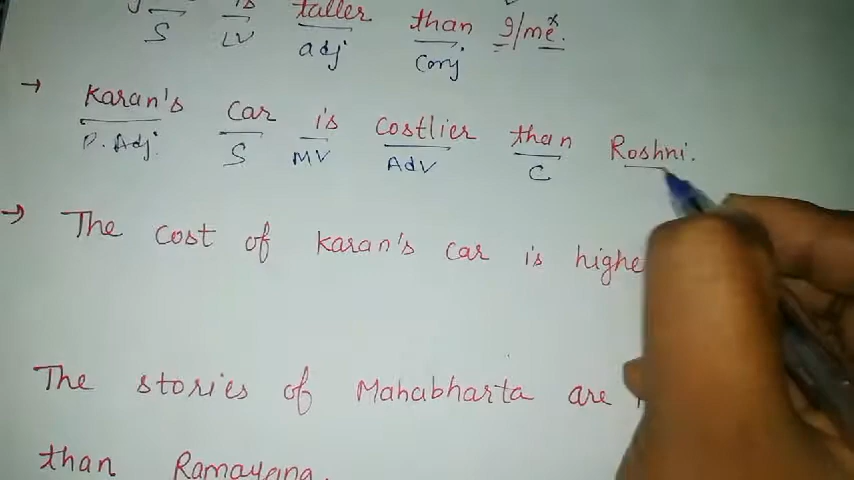 is taller than I/me x.
S LV adj Conj
→ Karan's car is costlier than Roshni.
P. Adj. S MV Adv C
→ The cost of Karan's car is highe
The stories of Mahabharta are
than Ramayana.